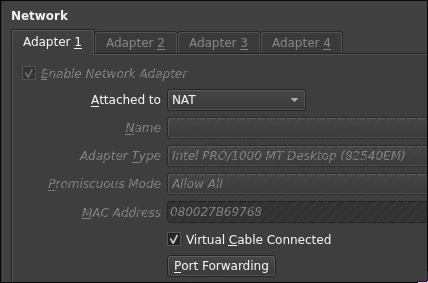 Network
Adapter 1 Adapter 2 Adapter 3 Adapter 4
Enable Network Adapter
Attached to NAT
Name
Adapter Type Intel PRO/1000 MT Desktop (82540EM)
Promiscuous Mode Allow All
MAC Address 080027B69768
Virtual Cable Connected
Port Forwarding